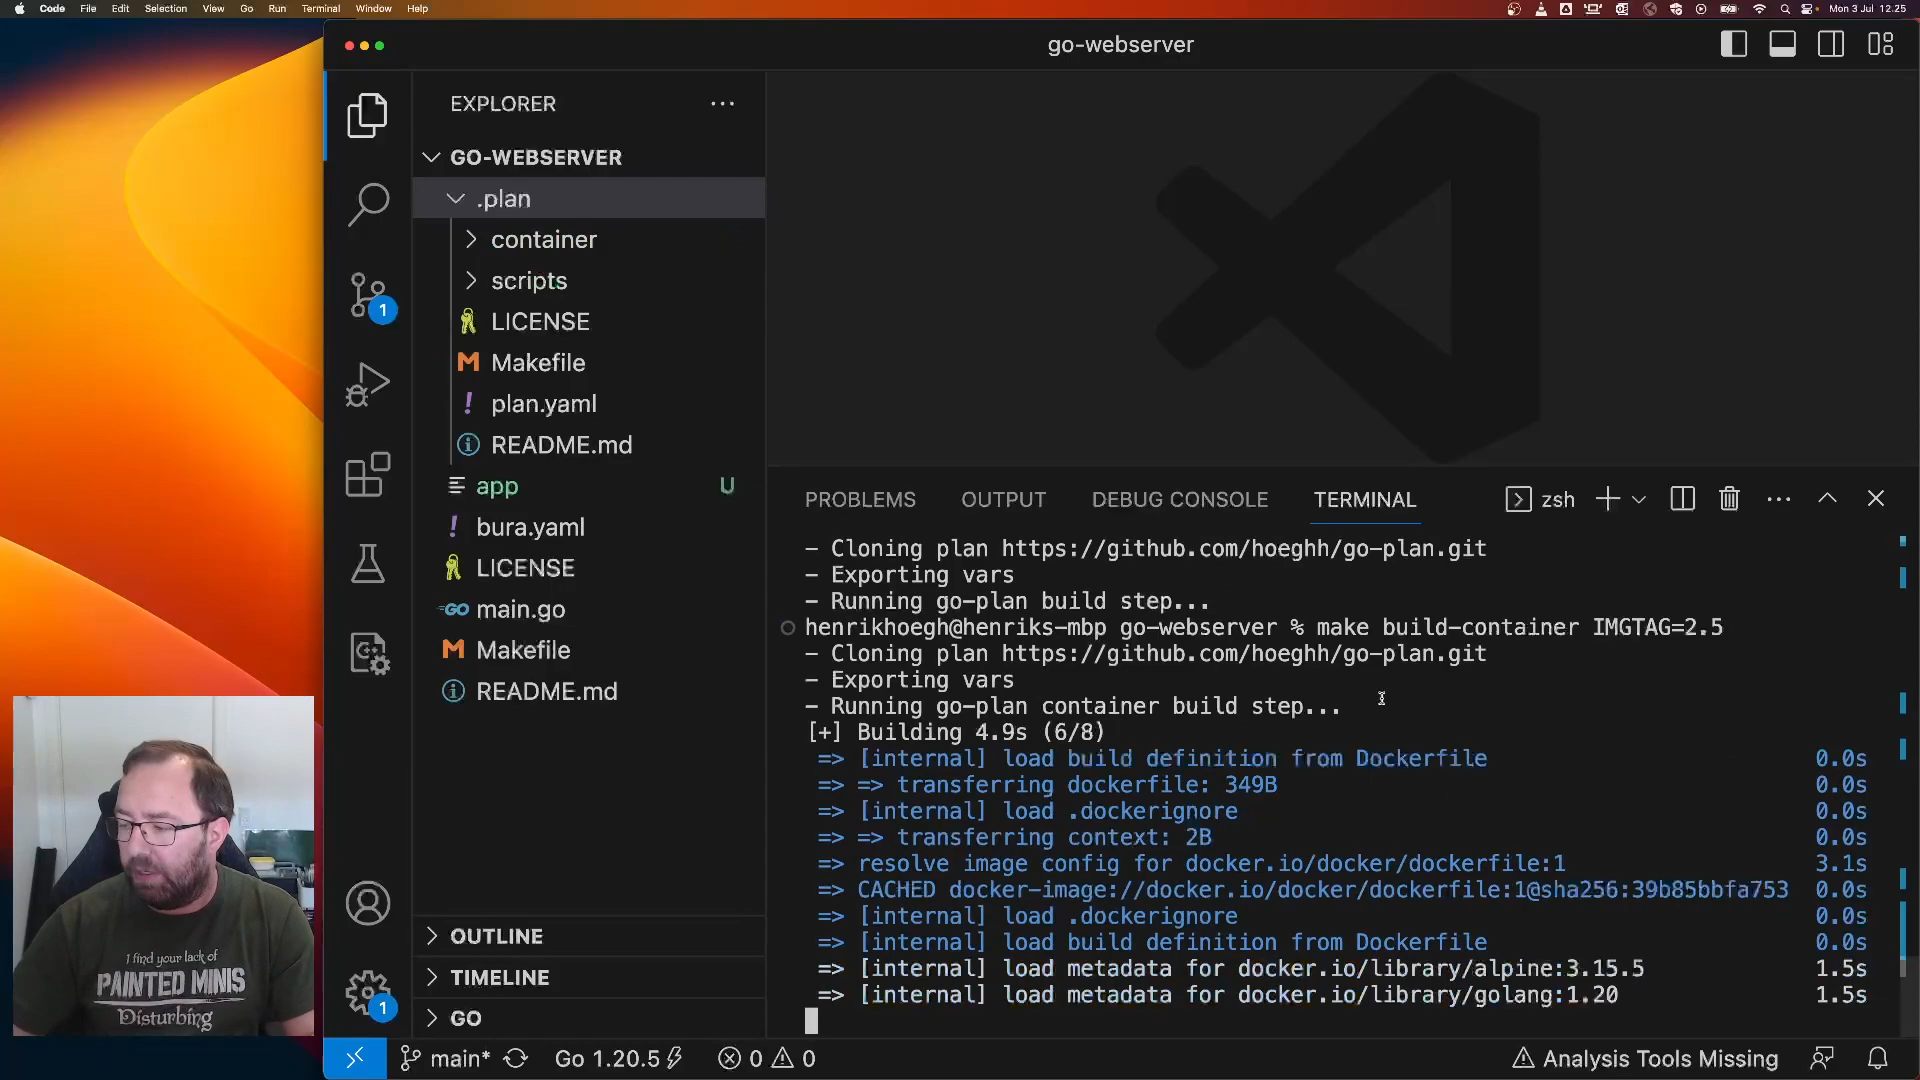 Code File Edit Selection View Go Run Terminal Window Help
Mon 3 Jul 12.25
go-webserver
EXPLORER
GO-WEBSERVER
.plan
container
scripts
LICENSE
Makefile
plan.yaml
README.md
app U
bura.yaml
LICENSE
main.go
Makefile
README.md
OUTLINE
TIMELINE
GO
1
1
PROBLEMS OUTPUT DEBUG CONSOLE TERMINAL zsh
- Cloning plan https://github.com/hoeghh/go-plan.git
- Exporting vars
- Running go-plan build step...
henrikhoegh@henriks-mbp go-webserver % make build-container IMGTAG=2.5
- Cloning plan https://github.com/hoeghh/go-plan.git
- Exporting vars
- Running go-plan container build step...
[+] Building 4.9s (6/8)
=> [internal] load build definition from Dockerfile 0.0s
=> => transferring dockerfile: 349B 0.0s
=> [internal] load .dockerignore 0.0s
=> => transferring context: 2B 0.0s
=> resolve image config for docker.io/docker/dockerfile:1 3.1s
=> CACHED docker-image://docker.io/docker/dockerfile:1@sha256:39b85bbfa753 0.0s
=> [internal] load .dockerignore 0.0s
=> [internal] load build definition from Dockerfile 0.0s
=> [internal] load metadata for docker.io/library/alpine:3.15.5 1.5s
=> [internal] load metadata for docker.io/library/golang:1.20 1.5s
main* Go 1.20.5 0 0 Analysis Tools Missing
I find your lack of
PAINTED MINIS
Disturbing